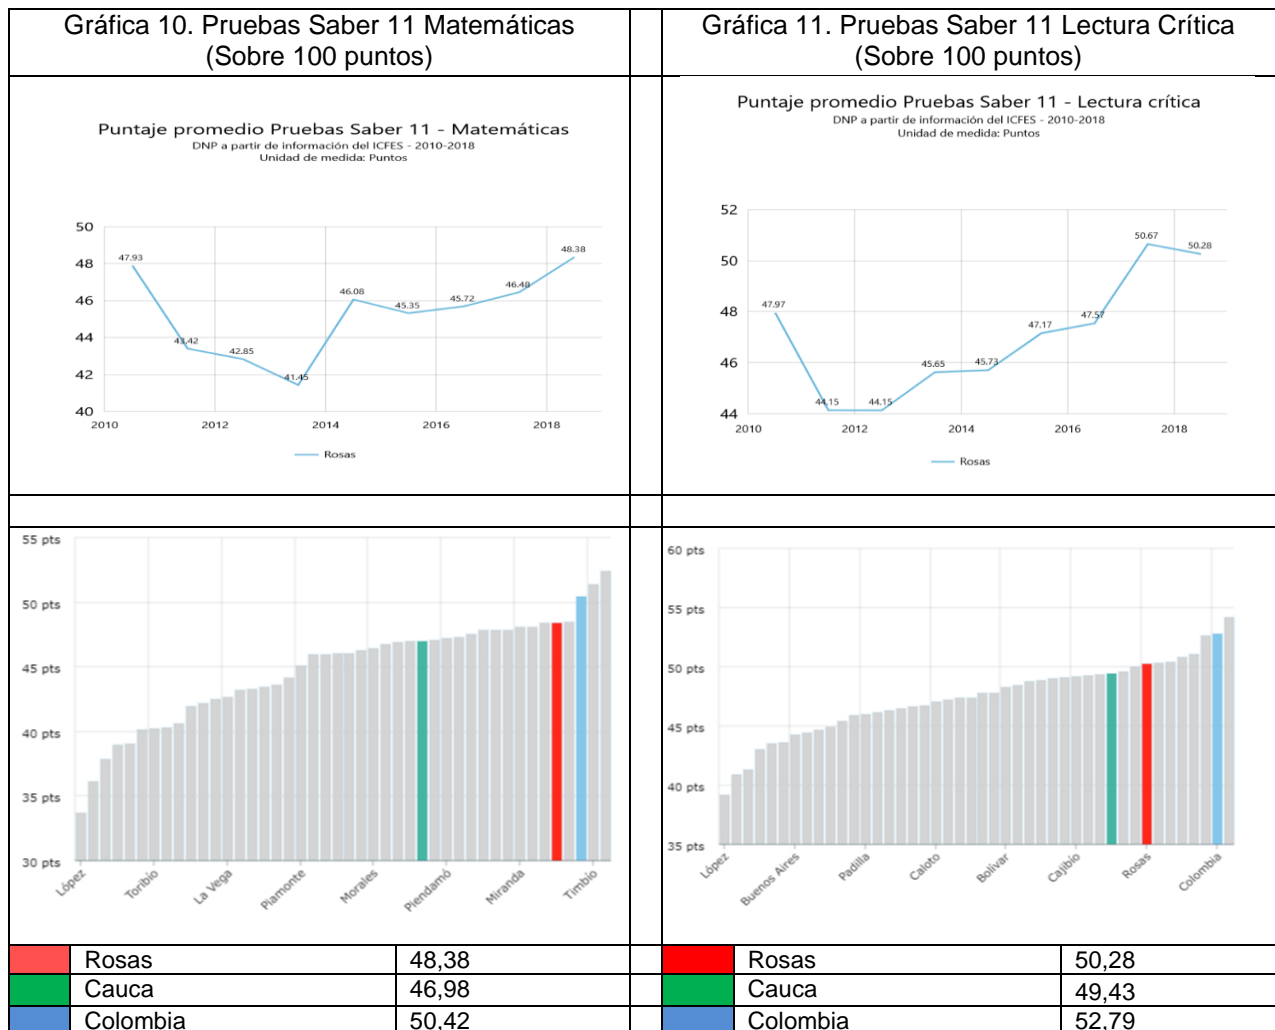 Gráfica 10. Pruebas Saber 11 Matemáticas
(Sobre 100 puntos)
Gráfica 11. Pruebas Saber 11 Lectura Crítica
(Sobre 100 puntos)
Puntaje promedio Pruebas Saber 11 - Matemáticas
DNP a partir de información del ICFES - 2010-2018
Unidad de medida: Puntos
50
48
46
44
42
40
47.93
43.42
42.85
41.45
46.08
45.35
45.72
46.48
48.38
2010
2012
2014
2016
2018
Rosas
Puntaje promedio Pruebas Saber 11 - Lectura crítica
DNP a partir de información del ICFES - 2010-2018
Unidad de medida: Puntos
52
50
48
46
44
47.97
44.15
44.15
45.65
45.73
47.17
47.57
50.67
50.28
2010
2012
2014
2016
2018
Rosas
55 pts
50 pts
45 pts
40 pts
35 pts
30 pts
López
Toribío
La Vega
Piamonte
Morales
Piendamó
Miranda
Timbío
60 pts
55 pts
50 pts
45 pts
40 pts
35 pts
López
Buenos Aires
Padilla
Caloto
Bolívar
Cajibío
Rosas
Colombia
Rosas 48,38
Cauca 46,98
Colombia 50,42
Rosas 50,28
Cauca 49,43
Colombia 52,79